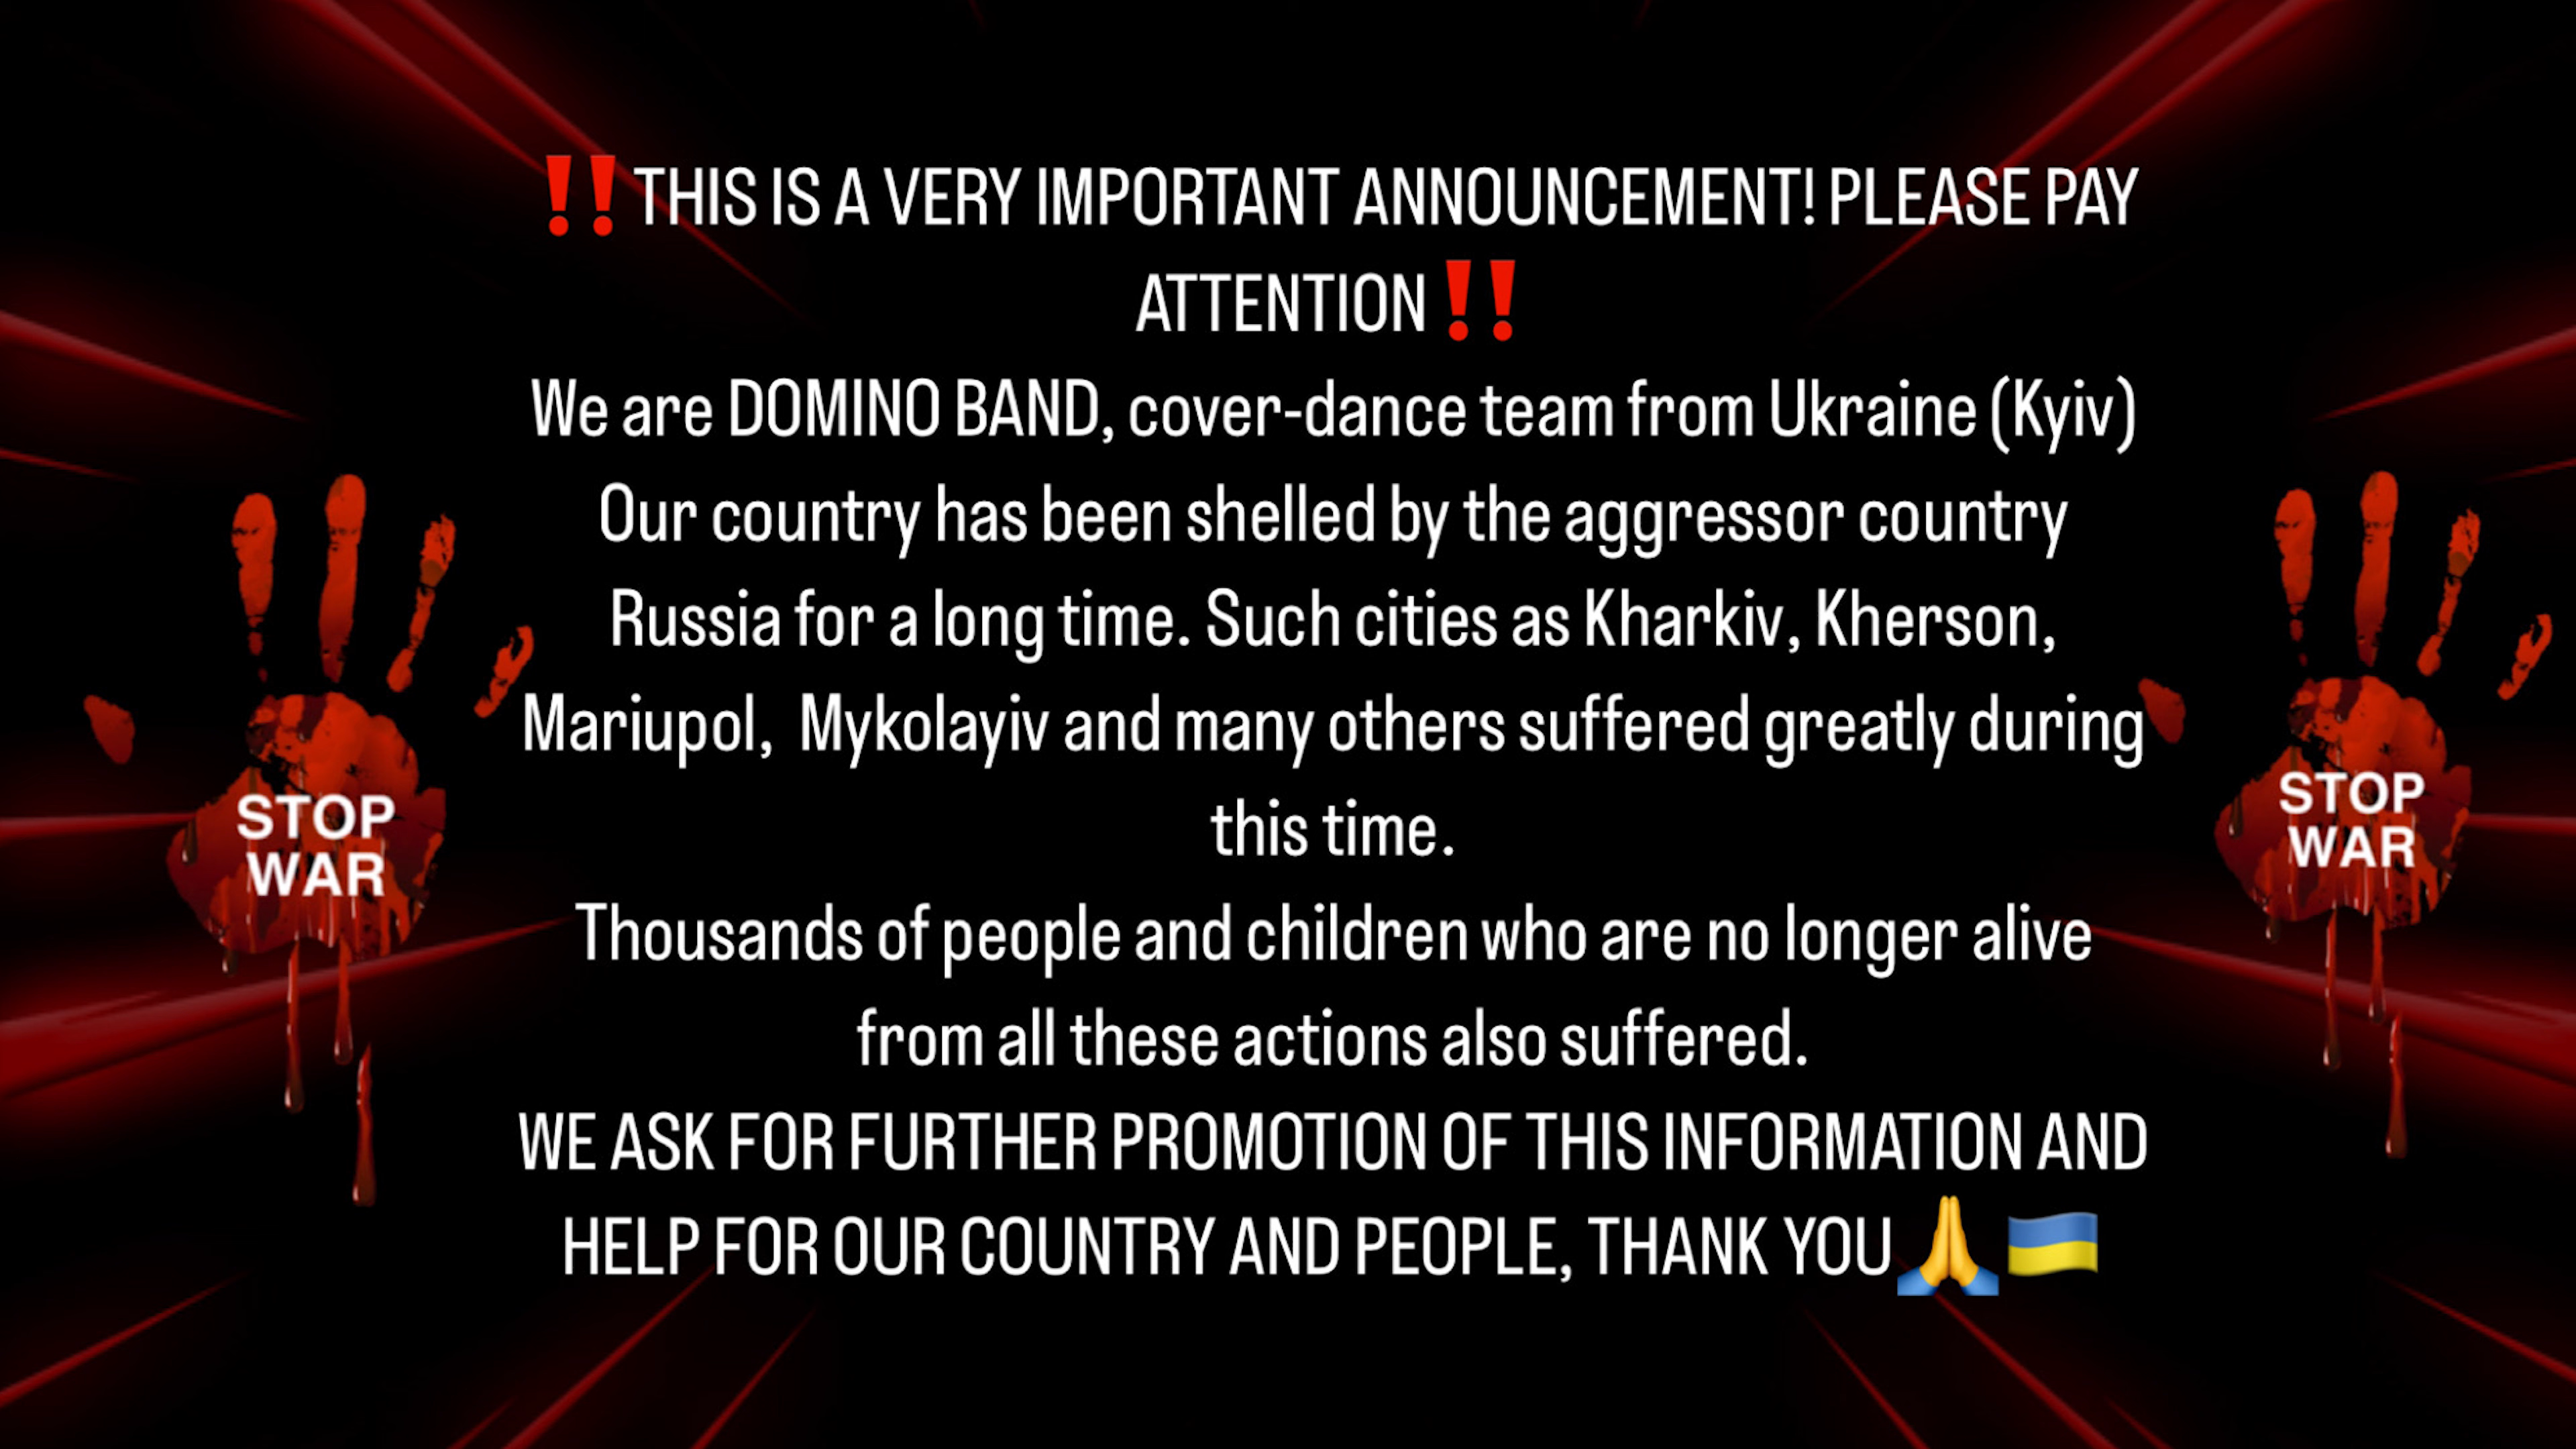 ‼️THIS IS A VERY IMPORTANT ANNOUNCEMENT! PLEASE PAY
ATTENTION‼️
We are DOMINO BAND, cover-dance team from Ukraine (Kyiv)
Our country has been shelled by the aggressor country
Russia for a long time. Such cities as Kharkiv, Kherson,
Mariupol,  Mykolayiv and many others suffered greatly during
this time.
Thousands of people and children who are no longer alive
from all these actions also suffered.
WE ASK FOR FURTHER PROMOTION OF THIS INFORMATION AND
HELP FOR OUR COUNTRY AND PEOPLE, THANK YOU🙏🇺🇦
STOP
WAR
STOP
WAR